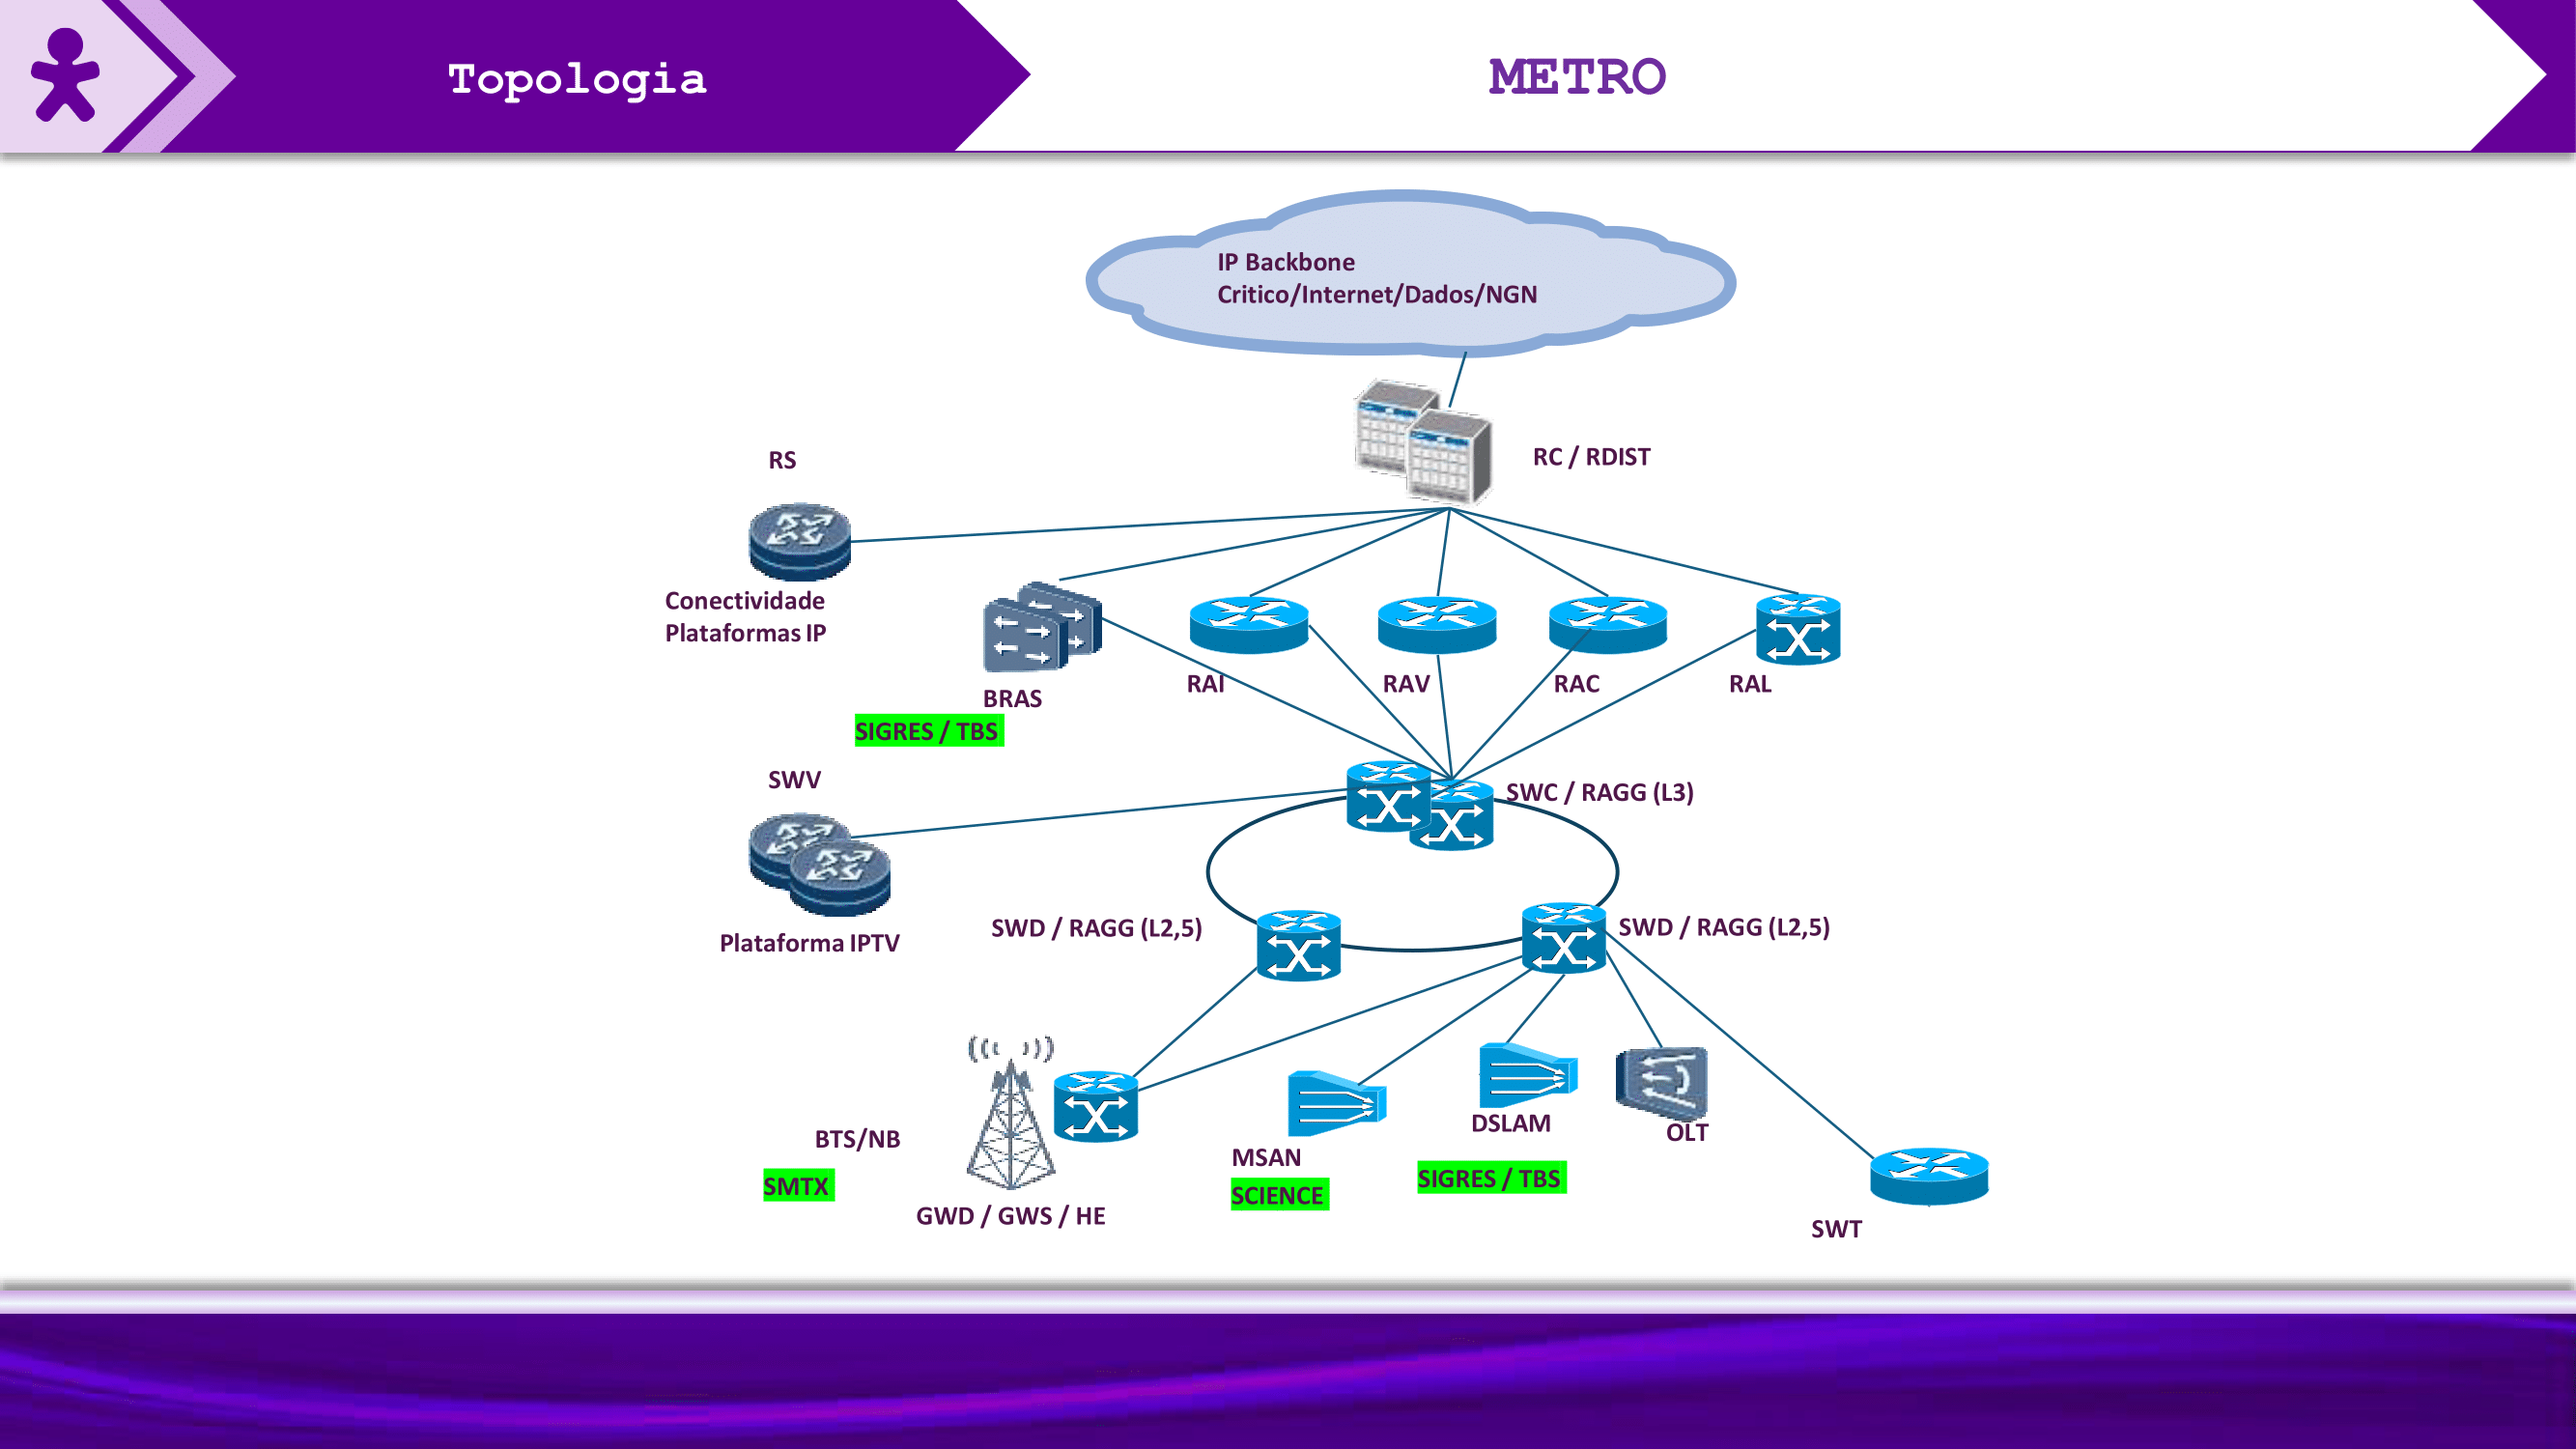 Topologia
METRO
IP Backbone
Critico/Internet/Dados/NGN
RC / RDIST
RS
Conectividade
Plataformas IP
BRAS
SIGRES / TBS
RAI
RAV
RAC
RAL
SWV
Plataforma IPTV
SWC / RAGG (L3)
SWD / RAGG (L2,5)
SWD / RAGG (L2,5)
BTS/NB
SMTX
GWD / GWS / HE
MSAN
SCIENCE
DSLAM
SIGRES / TBS
OLT
SWT